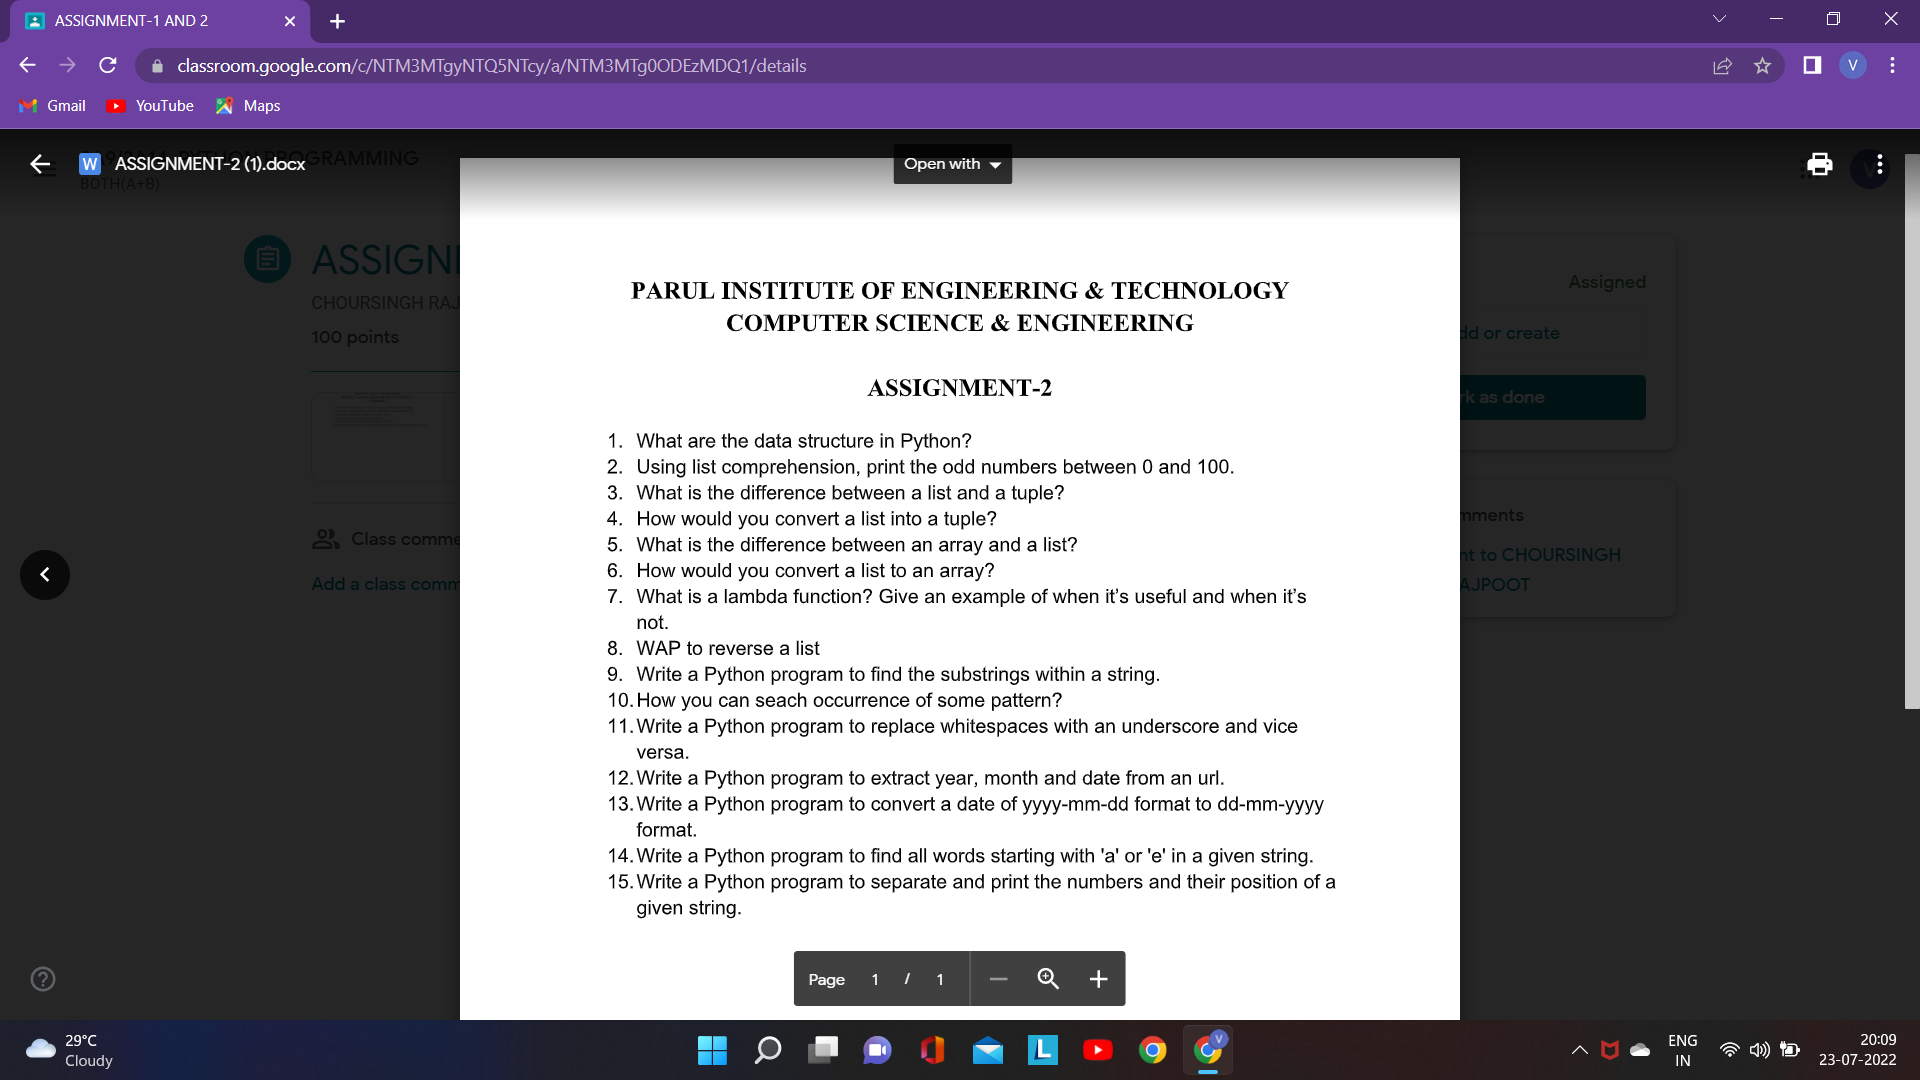 ASSIGNMENT-1 AND 2
classroom.google.com/c/NTM3MTgyNTQ5NTcy/a/NTM3MTg0ODEzMDQ1/details
V
Gmail YouTube Maps
W ASSIGNMENT-2 (1).docx
PROGRAMMING
BOTH(A+B)
Open with
ASSIGN
CHOURSINGH RAJ
100 points
Class comme
Add a class comm
Assigned
dd or create
rk as done
mments
nt to CHOURSINGH
AJPOOT
PARUL INSTITUTE OF ENGINEERING & TECHNOLOGY
COMPUTER SCIENCE & ENGINEERING
ASSIGNMENT-2
1. What are the data structure in Python?
2. Using list comprehension, print the odd numbers between 0 and 100.
3. What is the difference between a list and a tuple?
4. How would you convert a list into a tuple?
5. What is the difference between an array and a list?
6. How would you convert a list to an array?
7. What is a lambda function? Give an example of when it's useful and when it's
not.
8. WAP to reverse a list
9. Write a Python program to find the substrings within a string.
10. How you can seach occurrence of some pattern?
11. Write a Python program to replace whitespaces with an underscore and vice
versa.
12. Write a Python program to extract year, month and date from an url.
13. Write a Python program to convert a date of yyyy-mm-dd format to dd-mm-yyyy
format.
14. Write a Python program to find all words starting with 'a' or 'e' in a given string.
15. Write a Python program to separate and print the numbers and their position of a
given string.
Page 1 / 1
29°C
Cloudy
ENG
IN
20:09
23-07-2022